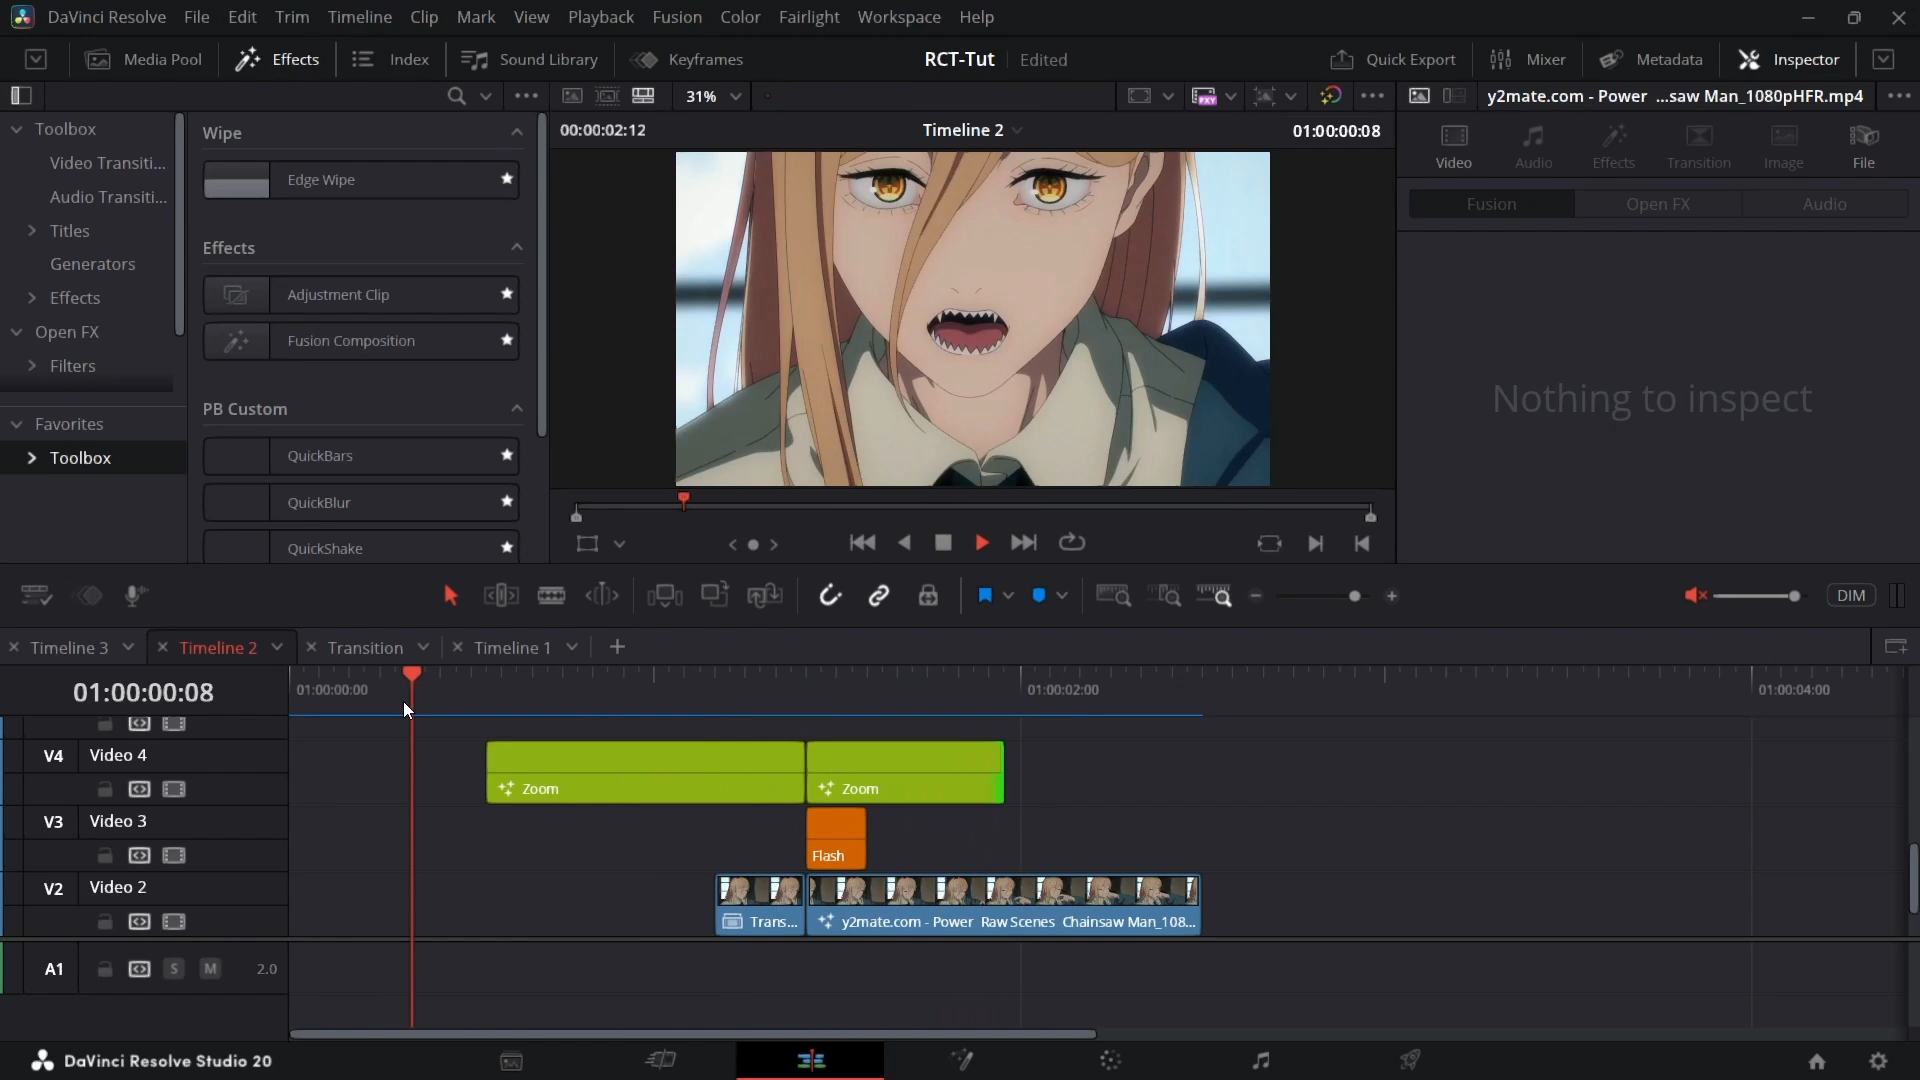 DaVinci Resolve File Edit Trim Timeline Clip Mark View Playback Fusion Color Fairlight Workspace Help
Media Pool Effects Index Sound Library Keyframes RCT-Tut Edited Quick Export Mixer Metadata Inspector
31% PXY y2mate.com - Power ...saw Man_1080pHFR.mp4
00:00:02:12 Timeline 2 01:00:00:08
Toolbox
Video Transiti...
Audio Transiti...
Titles
Generators
Effects
Open FX
Filters
Favorites
Toolbox
Wipe
Edge Wipe
Effects
Adjustment Clip
Fusion Composition
PB Custom
QuickBars
QuickBlur
QuickShake
Video Audio Effects Transition Image File
Fusion Open FX Audio
Nothing to inspect
DIM
Timeline 3 Timeline 2 Transition Timeline 1
01:00:00:08 01:00:00:00 01:00:02:00 01:00:04:00
V4 Video 4
Zoom Zoom
V3 Video 3
Flash
V2 Video 2
Trans... y2mate.com - Power Raw Scenes Chainsaw Man_108...
A1 S M 2.0
DaVinci Resolve Studio 20